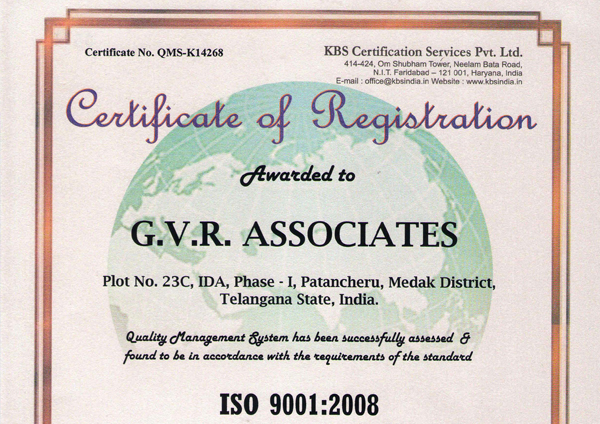 Certificate No. QMS-K14268
KBS Certification Services Pvt. Ltd.
414-424, Om Shubham Tower, Neelam Bata Road,
N.I.T. Faridabad – 121 001, Haryana, India
E-mail : office@kbsindia.in Website : www.kbsindia.in
Certificate of Registration
Awarded to
G.V.R. ASSOCIATES
Plot No. 23C, IDA, Phase - I, Patancheru, Medak District,
Telangana State, India.
Quality Management System has been successfully assessed &
found to be in accordance with the requirements of the standard
ISO 9001:2008